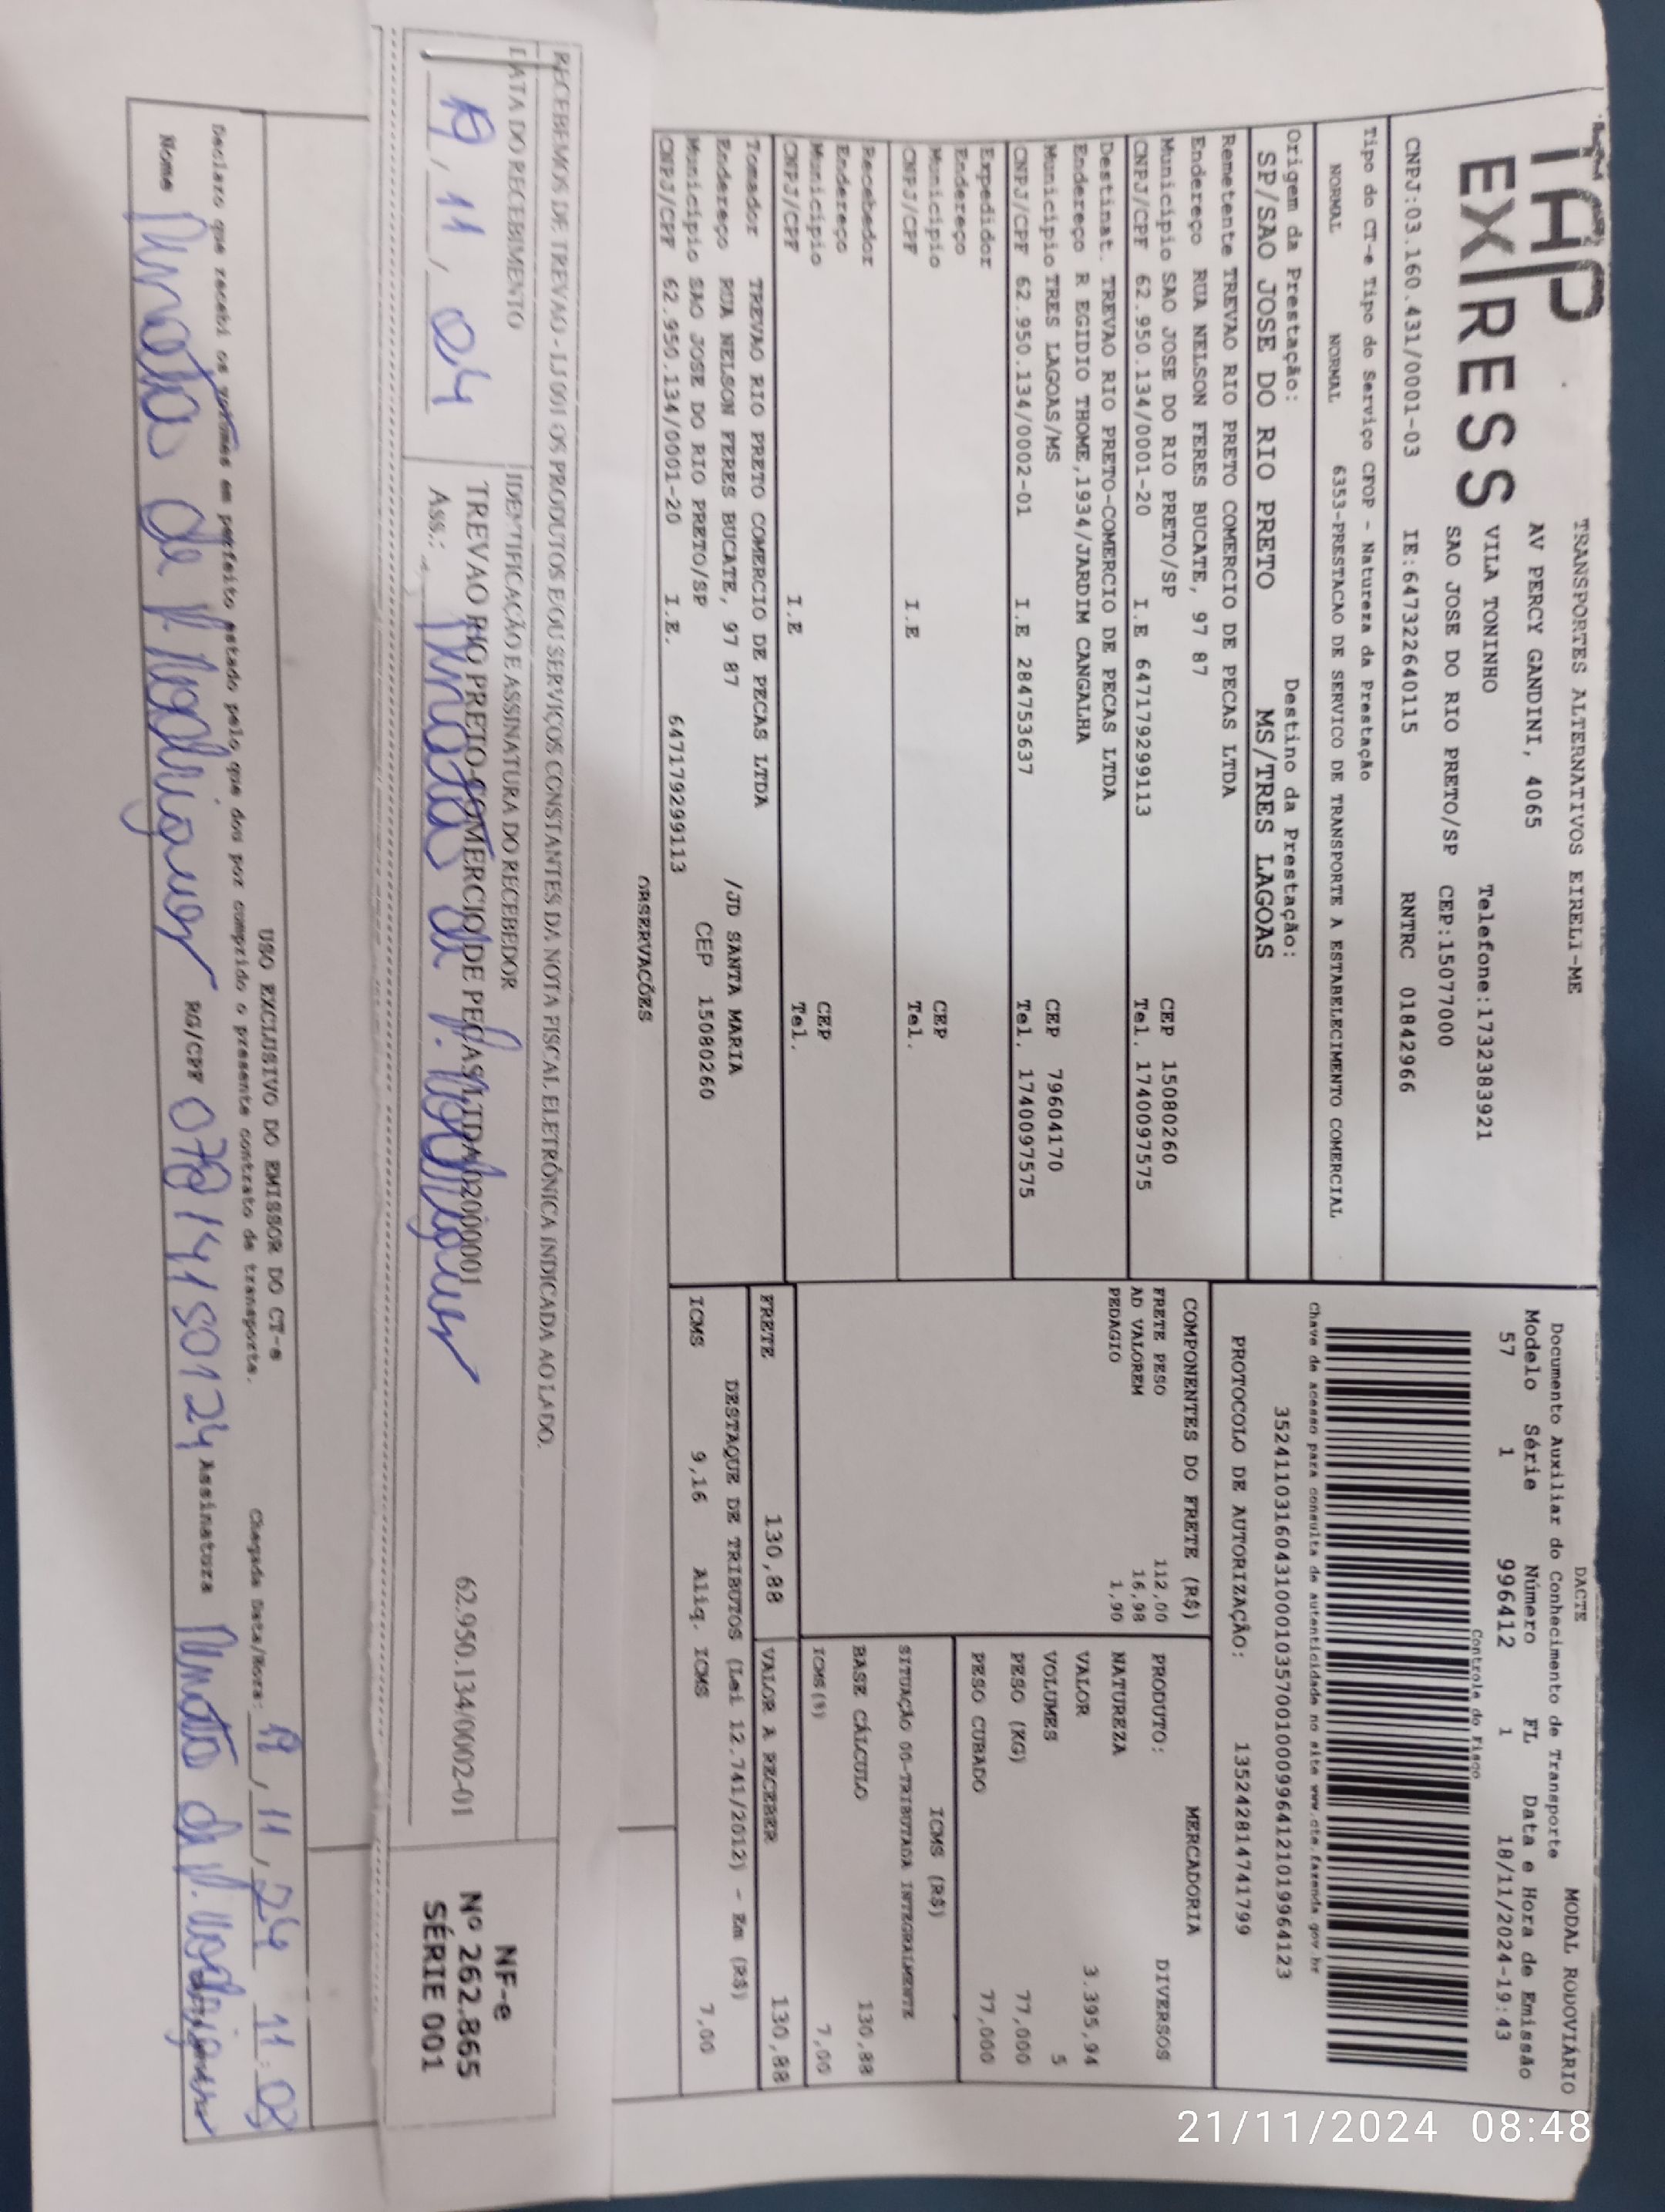 TAP
EXPRESS
TRANSPORTES ALTERNATIVOS EIRELI-ME
AV PERCY GANDINI, 4065
VILA TONINHO Telefone:1732383921
SAO JOSE DO RIO PRETO/SP CEP:15077000
CNPJ:03.160.431/0001-03 IE:647322640115 RNTRC 01842966
Tipo do CT-e Tipo do Serviço CFOP - Natureza da Prestação
NORMAL NORMAL 6353-PRESTACAO DE SERVICO DE TRANSPORTE A ESTABELECIMENTO COMERCIAL
Origem da Prestação: Destino da Prestação:
SP/SAO JOSE DO RIO PRETO MS/TRES LAGOAS
DACTE MODAL RODOVIÁRIO
Documento Auxiliar do Conhecimento de Transporte
Modelo Série Número FL Data e Hora de Emissão
57 1 996412 1 18/11/2024-19:43
Controle do Fisco
Chave de acesso para consulta de autenticidade no site www.cte.fazenda.gov.br
35241103160431000103570010009964121019964123
PROTOCOLO DE AUTORIZAÇÃO: 135242814741799
Remetente TREVAO RIO PRETO COMERCIO DE PECAS LTDA
Endereço RUA NELSON FERES BUCATE, 97 87
Municipio SAO JOSE DO RIO PRETO/SP CEP 15080260
CNPJ/CPF 62.950.134/0001-20 I.E 647179299113 Tel. 1740097575
Destinat. TREVAO RIO PRETO-COMERCIO DE PECAS LTDA
Endereço R EGIDIO THOME,1934/JARDIM CANGALHA
Municipio TRES LAGOAS/MS CEP 79604170
CNPJ/CPF 62.950.134/0002-01 I.E 284753637 Tel. 1740097575
Expedidor
Endereço
Municipio CEP
CNPJ/CPF I.E Tel.
Recebedor
Endereço
Municipio CEP
CNPJ/CPF I.E Tel.
Tomador TREVAO RIO PRETO COMERCIO DE PECAS LTDA
Endereço RUA NELSON FERES BUCATE, 97 87 /JD SANTA MARIA
Municipio SAO JOSE DO RIO PRETO/SP CEP 15080260
CNPJ/CPF 62.950.134/0001-20 I.E. 647179299113
COMPONENTES DO FRETE (R$)
FRETE PESO 112,00
AD VALOREM 16,98
PEDAGIO 1,90
MERCADORIA
PRODUTO: DIVERSOS
NATUREZA
VALOR 3.395,94
VOLUMES 5
PESO (KG) 77,000
PESO CUBADO 77,000
ICMS (R$)
SITUAÇÃO 00-TRIBUTADA INTEGRALMENTE
BASE CÁLCULO 130,88
ICMS(%) 7,00
FRETE 130,88 VALOR A RECEBER 130,88
DESTAQUE DE TRIBUTOS (Lei 12.741/2012) - Em (R$)
ICMS 9,16 Aliq. ICMS 7,00
OBSERVAÇÕES
RECEBEMOS DE TREVAO - LJ 001 OS PRODUTOS E/OU SERVIÇOS CONSTANTES DA NOTA FISCAL ELETRÔNICA INDICADA AO LADO.
DATA DO RECEBIMENTO IDENTIFICAÇÃO E ASSINATURA DO RECEBEDOR
TREVAO RIO PRETO-COMERCIO DE PECAS LTDA 02000001 62.950.134/0002-01
19, 11, 24 Ass.:
NF-e
Nº 262.865
SÉRIE 001
USO EXCLUSIVO DO EMISSOR DO CT-e
Declaro que recebi os volumes em perfeito estado pelo que dou por cumprido o presente contrato de transporte. Chegada Data/Hora: 19, 11, 24 11:08
Nome RG/CPF 07814150124 Assinatura
21/11/2024 08:48